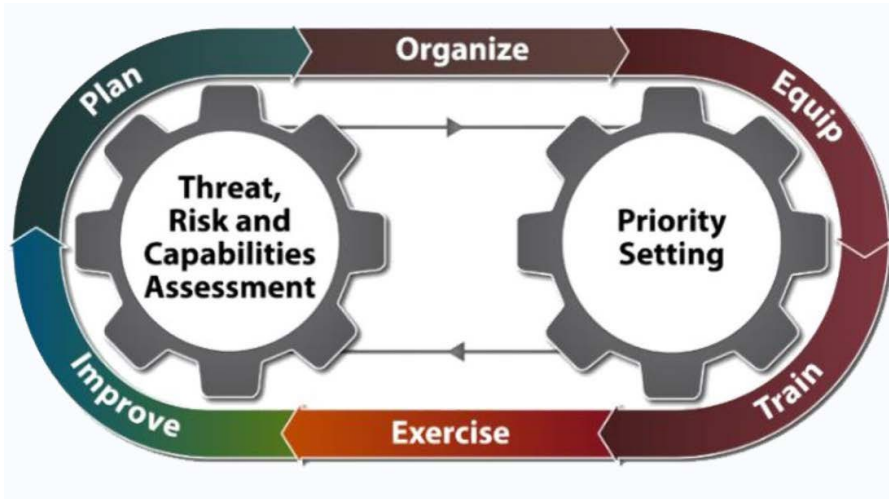 Plan
Organize
Equip
Threat,
Risk and
Capabilities
Assessment
Priority
Setting
Improve
Exercise
Train